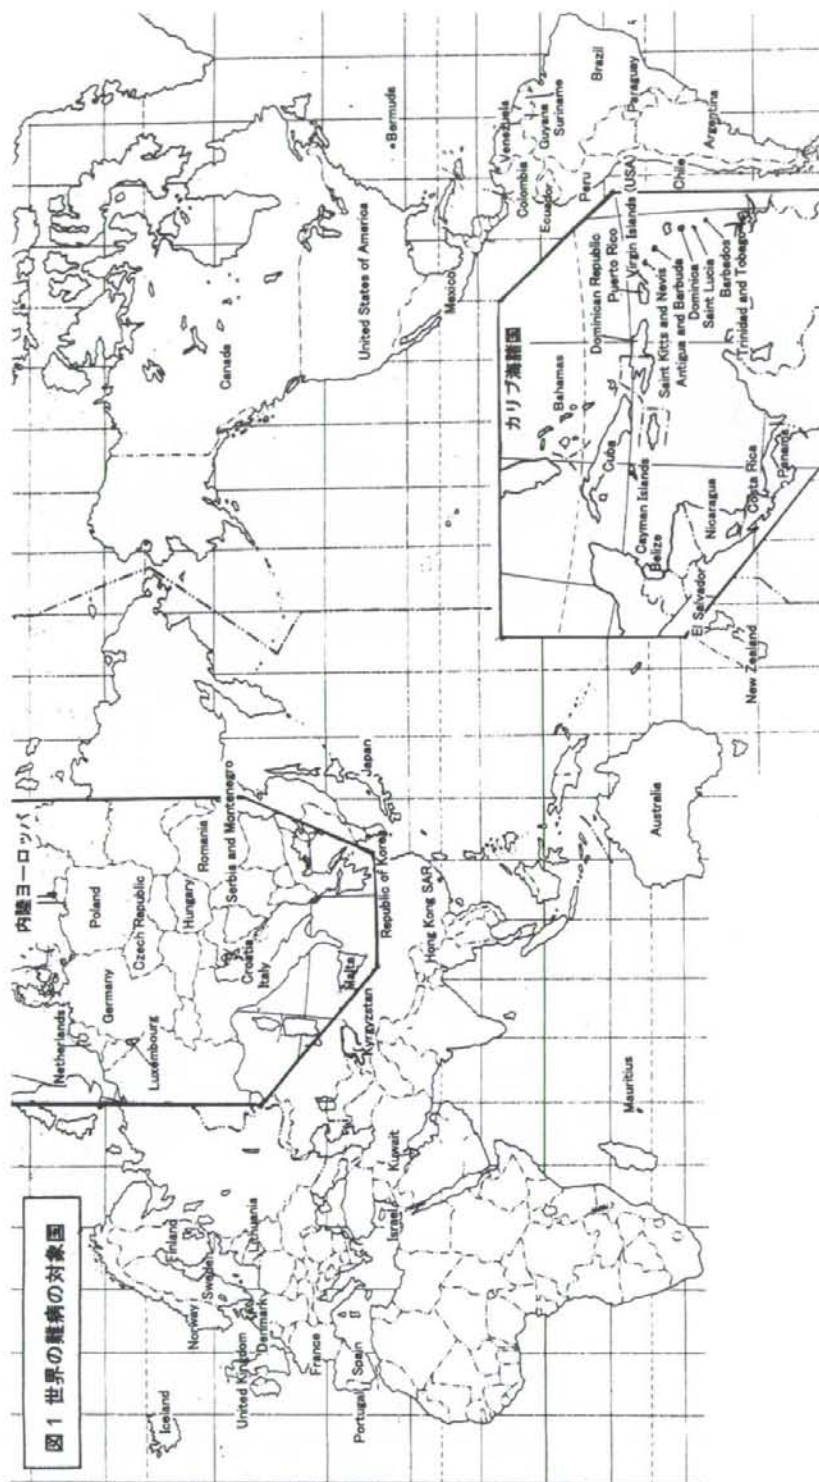 図1 世界の難病の対象国
Iceland
Norway
Sweden
Finland
United Kingdom
Denmark
Lithuania
France
Portugal
Spain
Israel
Kuwait
Kyrgyzstan
Mauritius
内陸ヨーロッパ
Netherlands
Germany
Luxembourg
Poland
Czech Republic
Hungary
Romania
Serbia and Montenegro
Croatia
Italy
Malta
Republic of Korea
Japan
Hong Kong SAR
Australia
New Zealand
Canada
United States of America
Bermuda
Mexico
カリブ海諸国
Bahamas
Cuba
Cayman Islands
Belize
Dominican Republic
Puerto Rico
Virgin Islands (USA)
Saint Kitts and Nevis
Antigua and Barbuda
Dominica
Saint Lucia
Barbados
Trinidad and Tobago
El Salvador
Nicaragua
Costa Rica
Panama
Venezuela
Colombia
Guyana
Suriname
Ecuador
Peru
Brazil
Paraguay
Chile
Argentina